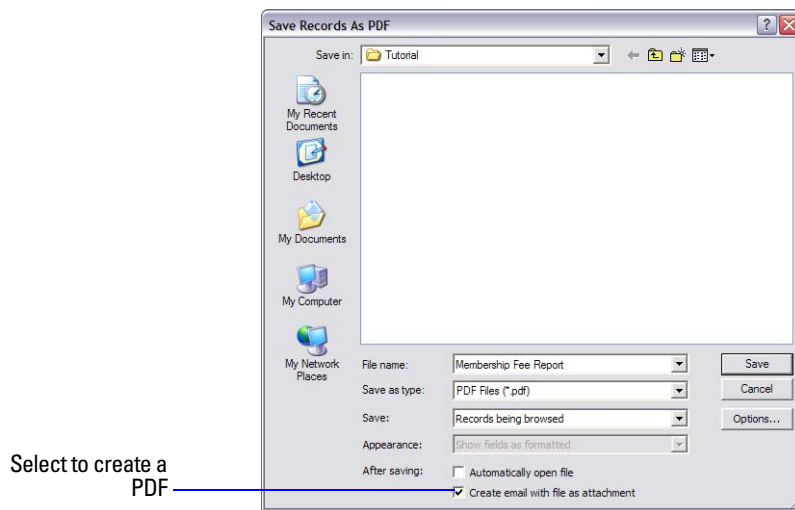 Save Records As PDF
Save in: Tutorial
My Recent
Documents
Desktop
My Documents
My Computer
My Network
Places
File name: Membership Fee Report Save
Save as type: PDF Files (*.pdf) Cancel
Save: Records being browsed Options...
Appearance: Show fields as formatted
After saving: Automatically open file
Create email with file as attachment
Select to create a
PDF